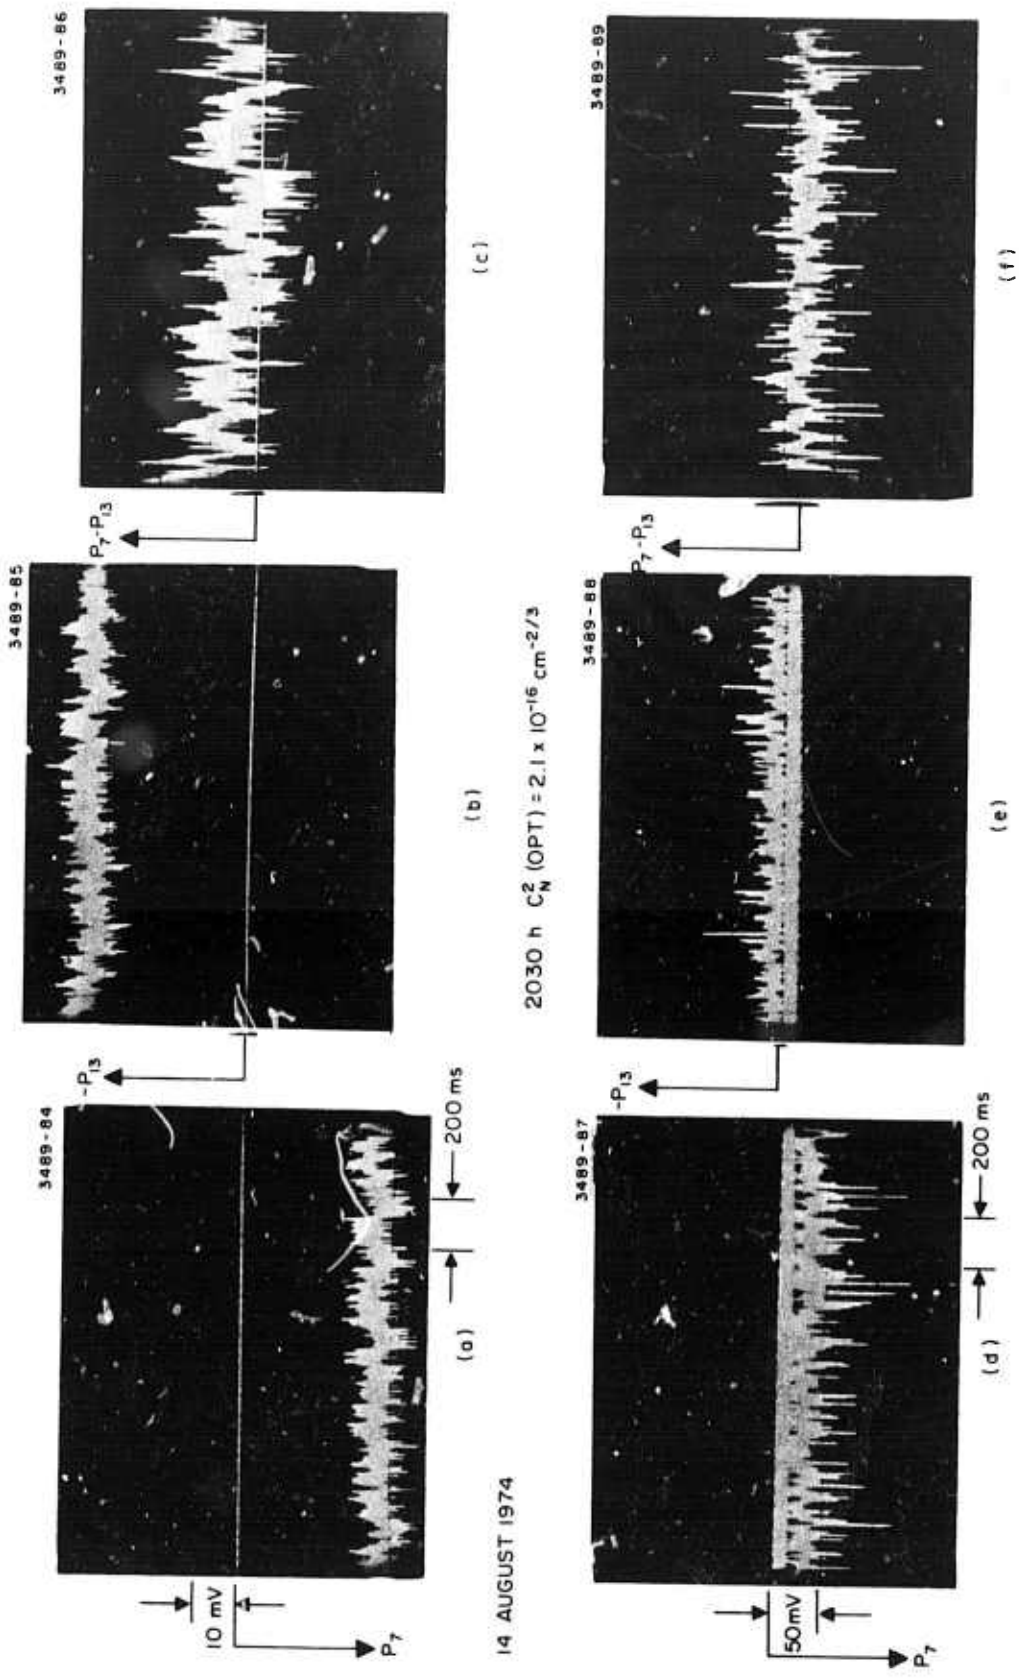 3489-84
3489-85
3489-86
10 mV
P₇
-P₁₃
P₇-P₁₃
200 ms
(a)
(b)
(c)
14 AUGUST 1974
2030 h C²_N (OPT) = 2.1 x 10⁻¹⁶ cm⁻²/³
3489-87
3489-88
3489-89
50mV
P₇
-P₁₃
P₇-P₁₃
200 ms
(d)
(e)
(f)